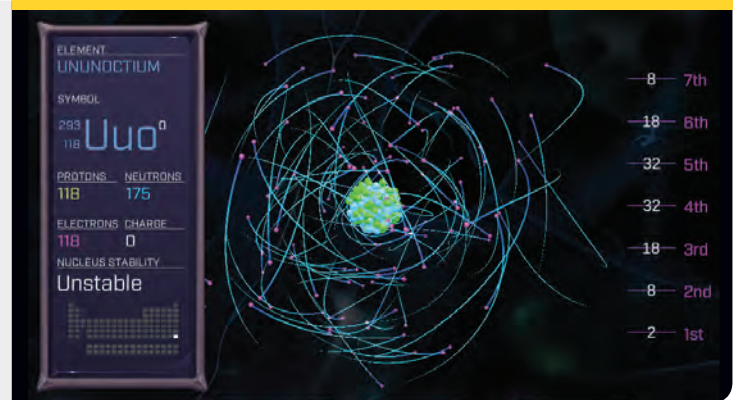 ELEMENT
UNUNOCTIUM
SYMBOL
293
118 Uuo 0
PROTONS NEUTRONS
118 175
ELECTRONS CHARGE
118 0
NUCLEUS STABILITY
Unstable
8 7th
18 6th
32 5th
32 4th
18 3rd
8 2nd
2 1st